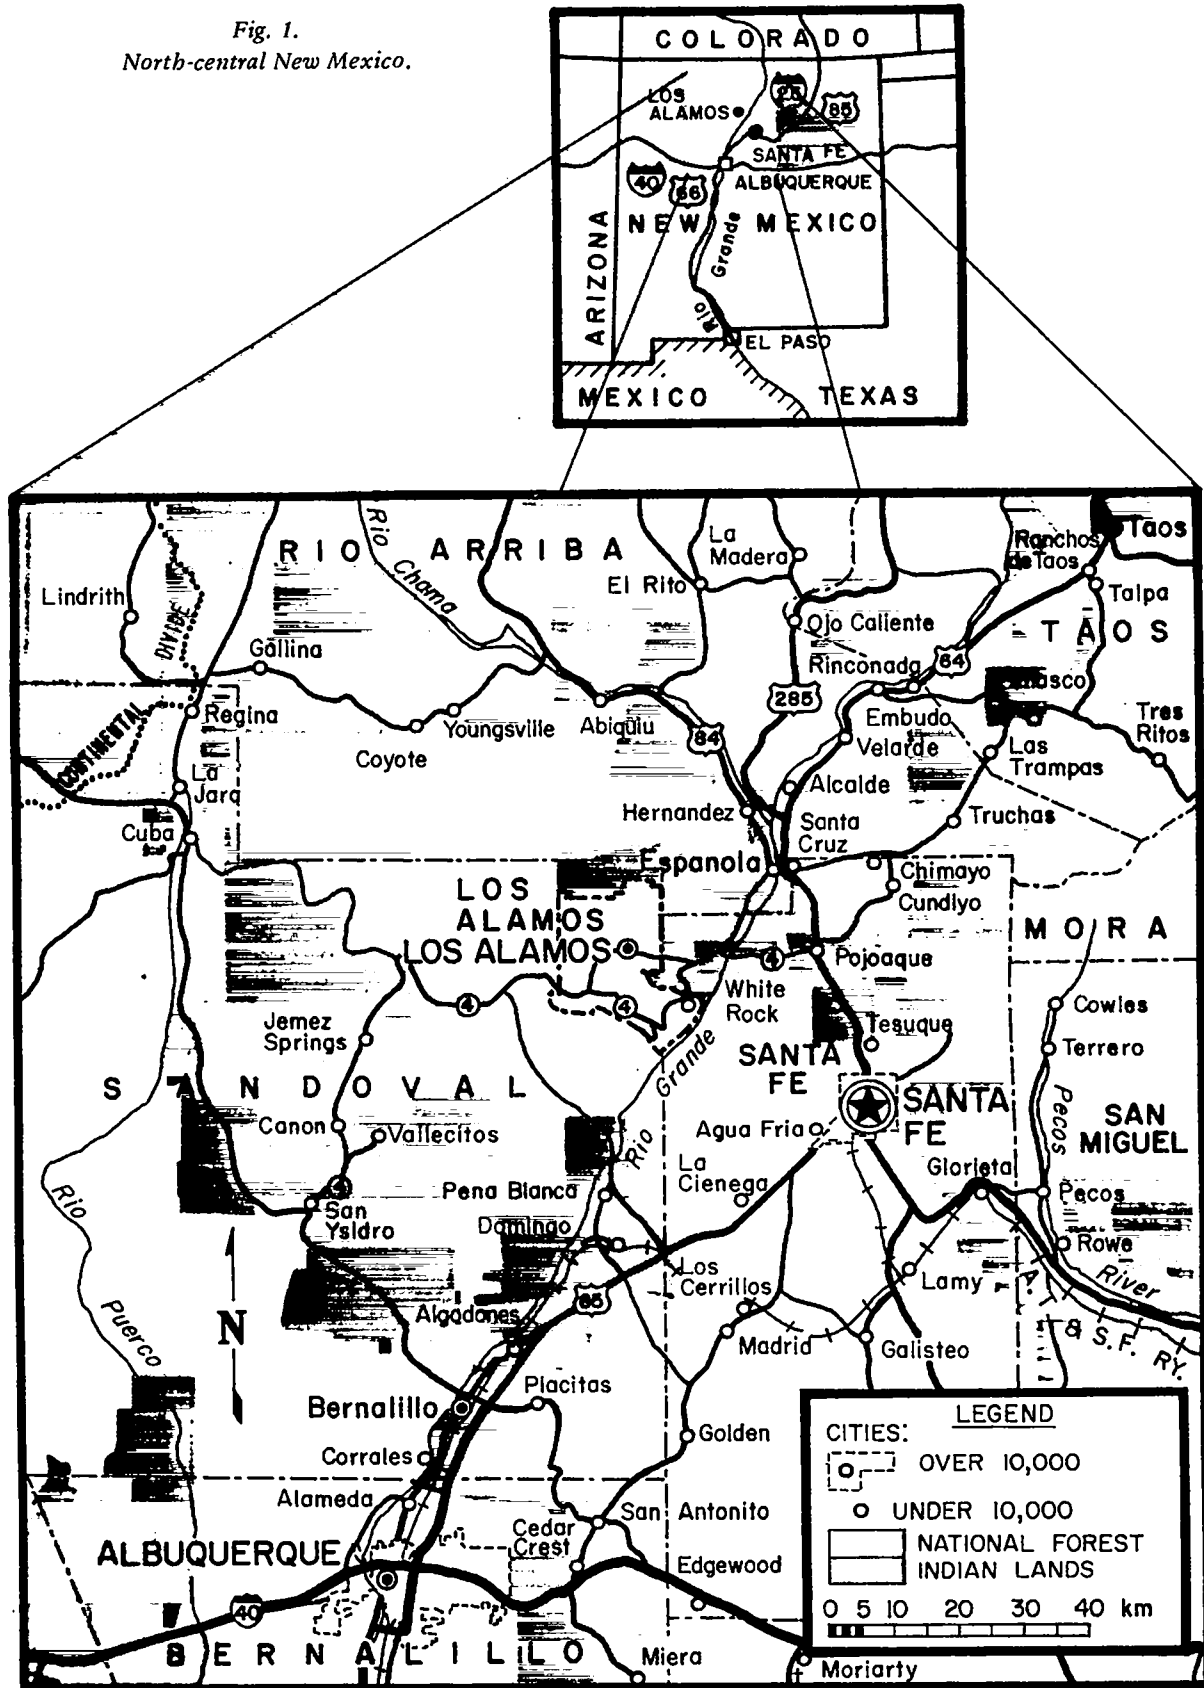 Fig. 1.
North-central New Mexico.
COLORADO
LOS
ALAMOS
25
85
SANTA FE
ALBUQUERQUE
40
66
NEW MEXICO
ARIZONA
Rio Grande
EL PASO
MEXICO
TEXAS
RIO ARRIBA
Rio Chama
La
Madera
El Rito
Ranchos
de Taos
Taos
Talpa
TAOS
Lindrith
CONTINENTAL DIVIDE
Gallina
Ojo Caliente
Rinconada
64
285
Regina
Youngsville
Coyote
Abiquiu
84
Embudo
Velarde
Tres
Ritos
Las
Trampas
La
Jara
Alcalde
Hernandez
Truchas
Cuba
Santa
Cruz
Espanola
Chimayo
Cundiyo
LOS
ALAMOS
LOS ALAMOS
MORA
4
Pojoaque
4
4
White
Rock
Cowles
Jemez
Springs
Tesuque
Terrero
SANTA
FE
Rio Grande
SANDOVAL
SANTA
FE
Pecos
SAN
MIGUEL
Canon
Vallecitos
Agua Fria
La
Cienega
Glorieta
4
Pena Blanca
Pecos
Rio Puerco
San
Ysidro
Domingo
Rowe
Los
Cerrillos
Lamy
River
85
Algodones
N
Madrid
Galisteo
A. T. & S.F. RY.
Placitas
Bernalillo
Golden
Corrales
Alameda
San Antonito
Cedar
Crest
ALBUQUERQUE
Edgewood
40
BERNALILLO
Miera
Moriarty
LEGEND
CITIES:
OVER 10,000
UNDER 10,000
NATIONAL FOREST
INDIAN LANDS
0 5 10 20 30 40 km